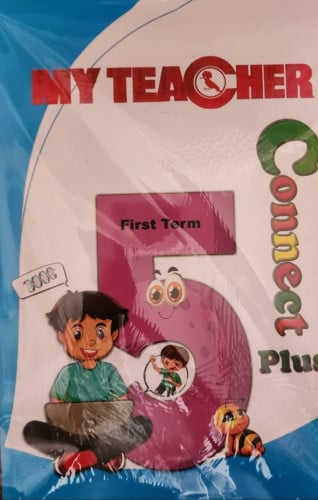 MY TEACHER
Connect
Plus
First Term
5